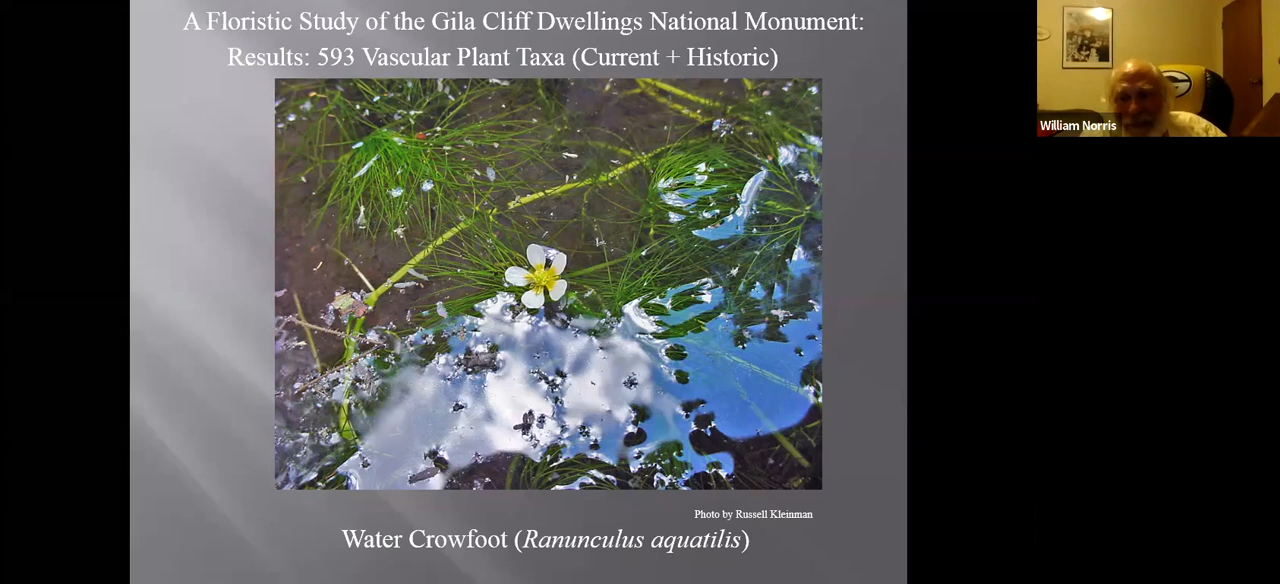 A Floristic Study of the Gila Cliff Dwellings National Monument:
Results: 593 Vascular Plant Taxa (Current + Historic)
William Norris
Photo by Russell Kleinman
Water Crowfoot (Ranunculus aquatilis)